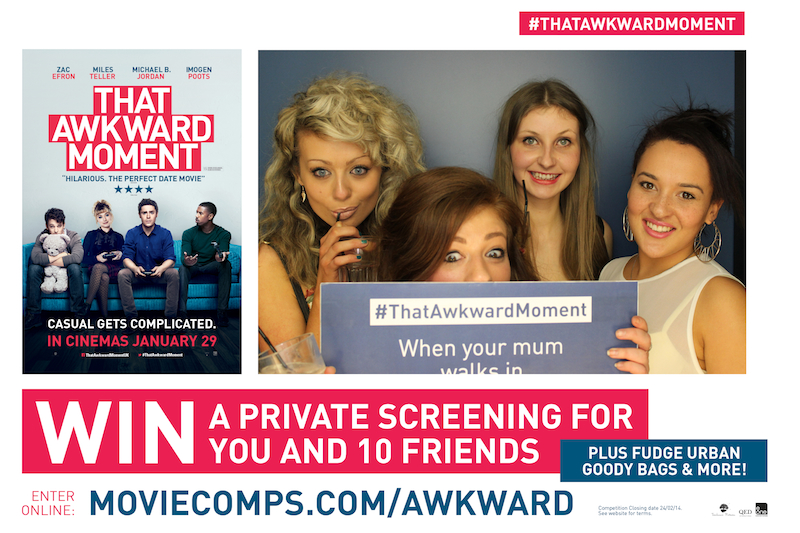 #THATAWKWARDMOMENT
ZAC EFRON
MILES TELLER
MICHAEL B. JORDAN
IMOGEN POOTS
THAT
AWKWARD
MOMENT
"HILARIOUS. THE PERFECT DATE MOVIE"
CASUAL GETS COMPLICATED.
IN CINEMAS JANUARY 29
ThatAwkwardMomentUK
#ThatAwkwardMoment
#ThatAwkwardMoment
When your mum
walks in
WIN
A PRIVATE SCREENING FOR
YOU AND 10 FRIENDS
PLUS FUDGE URBAN
GOODY BAGS & MORE!
ENTER
ONLINE:
MOVIECOMPS.COM/AWKWARD
Competition Closing date 24/02/14.
See website for terms.
QED